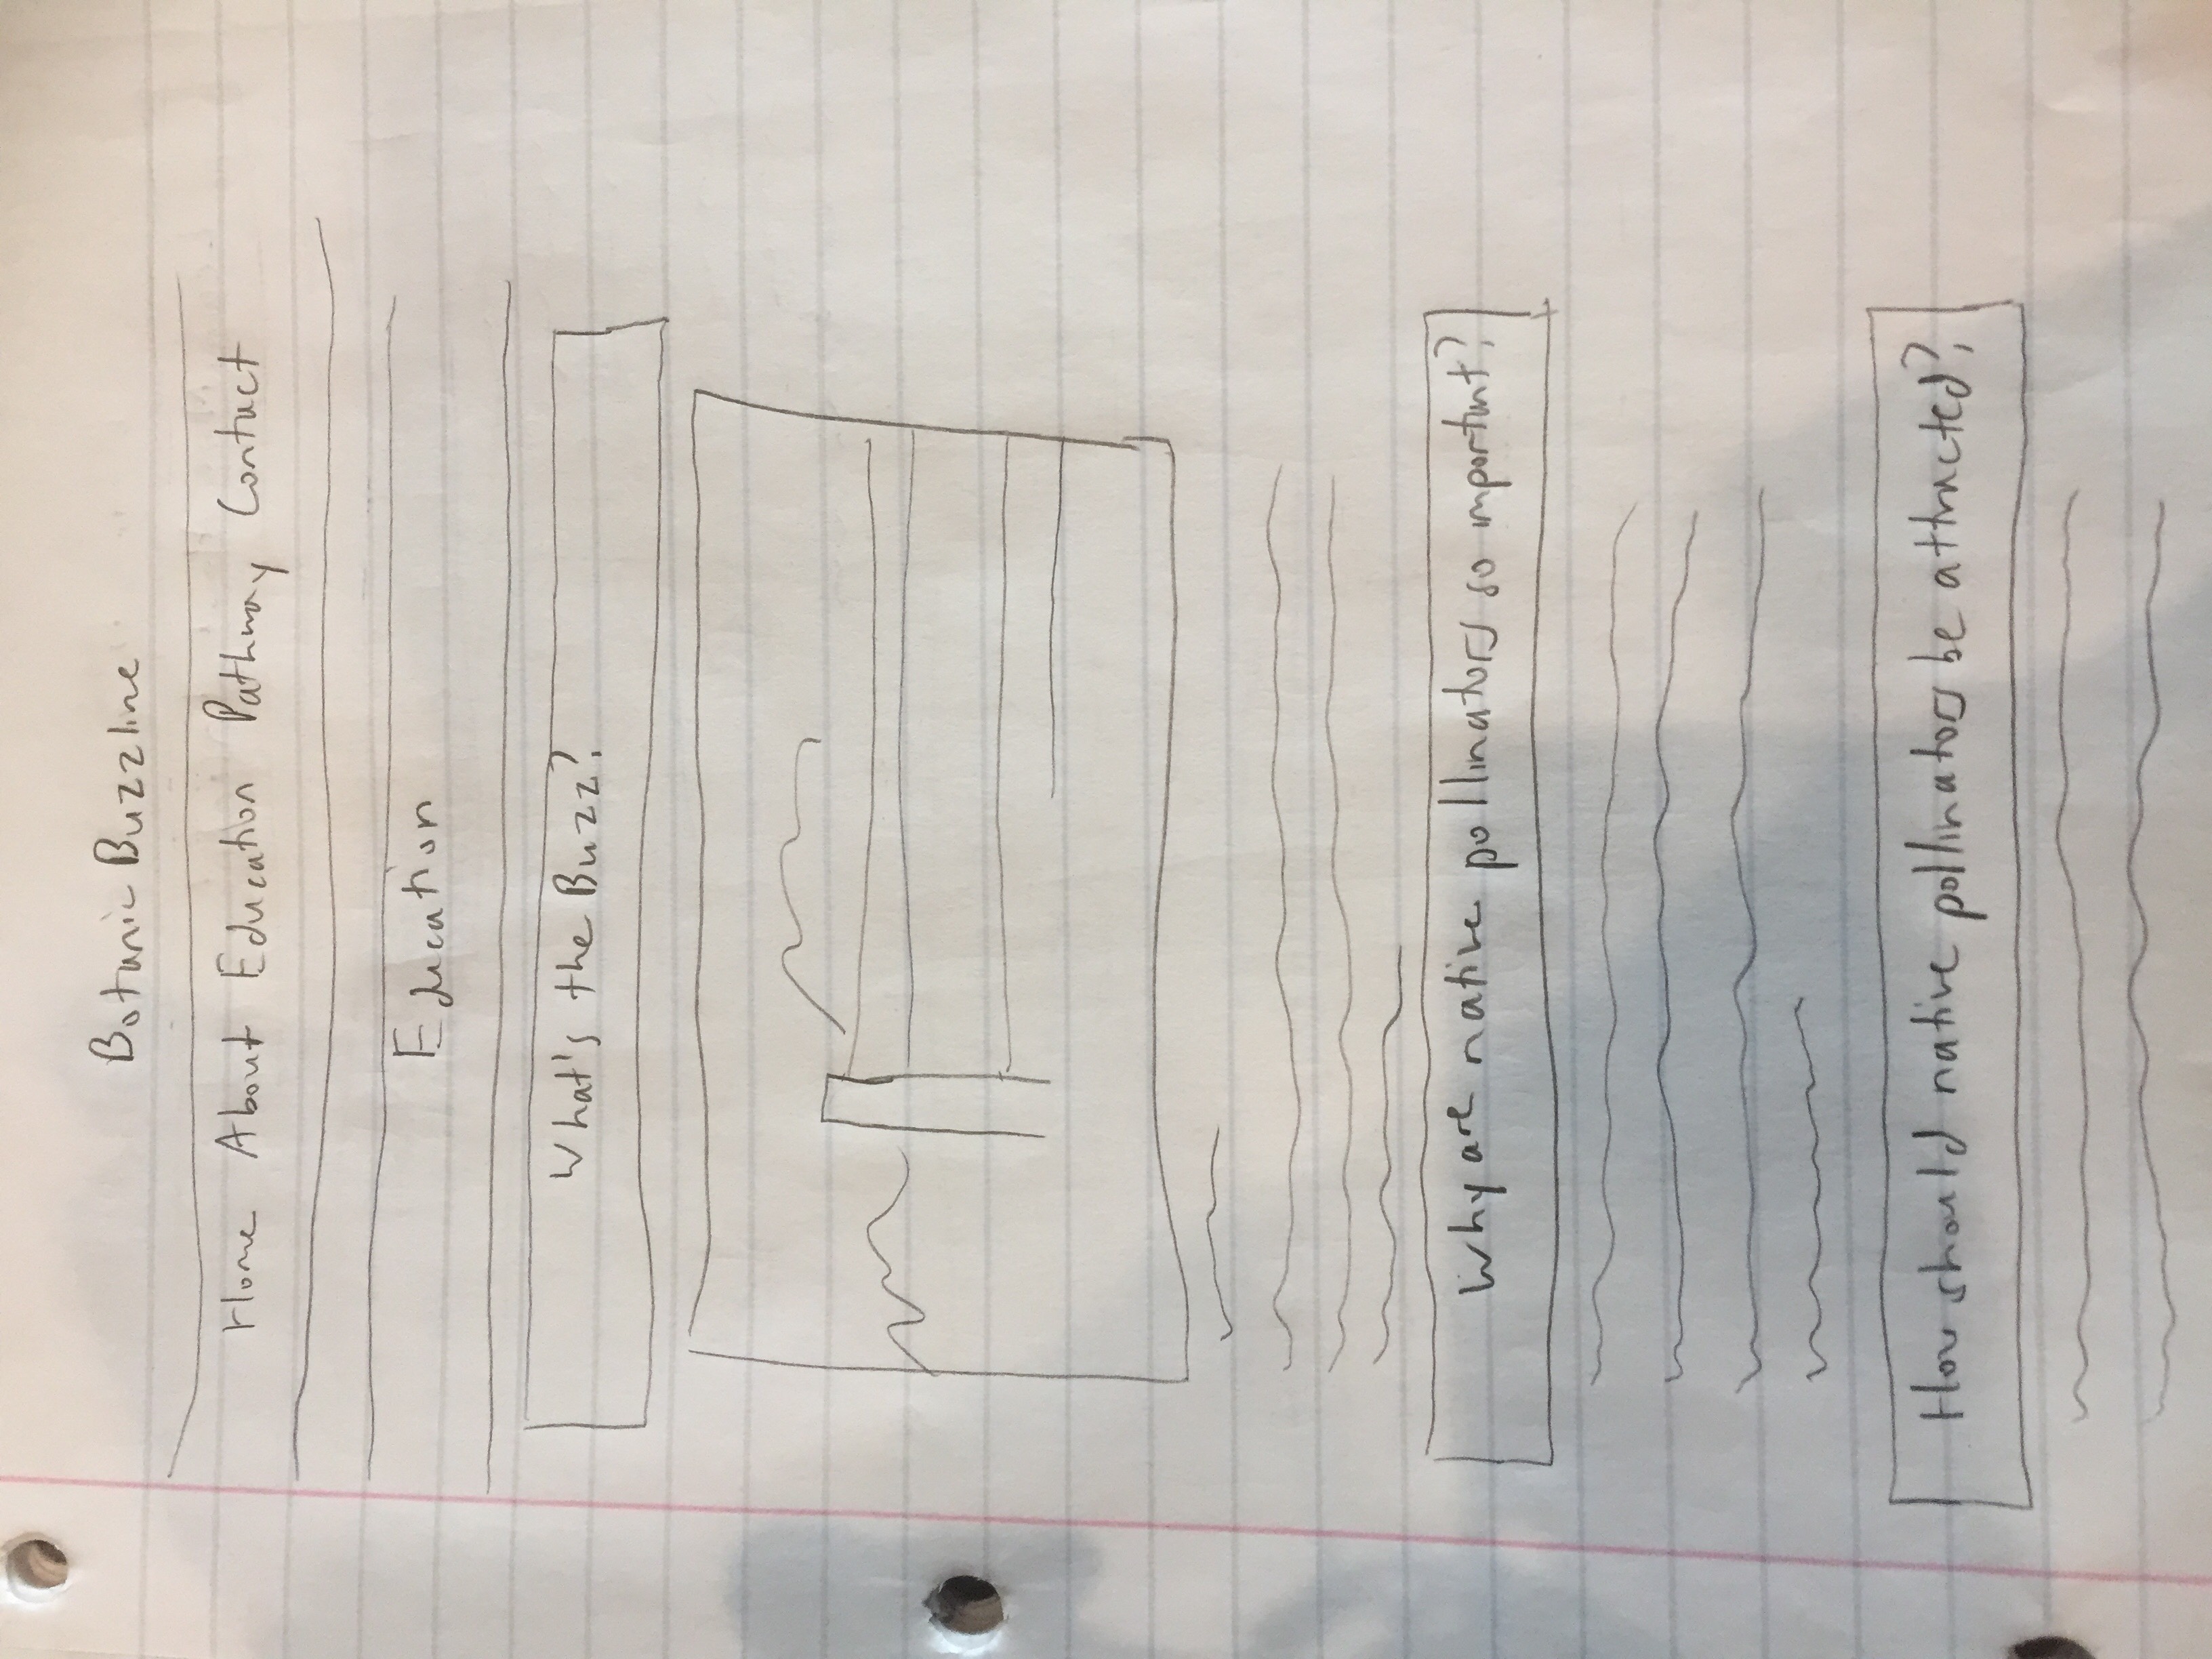 Botanic Buzzline
Home About Education Pathway Contact
Education
What's the Buzz?
Why are native pollinators so important?
How should native pollinators be attracted?